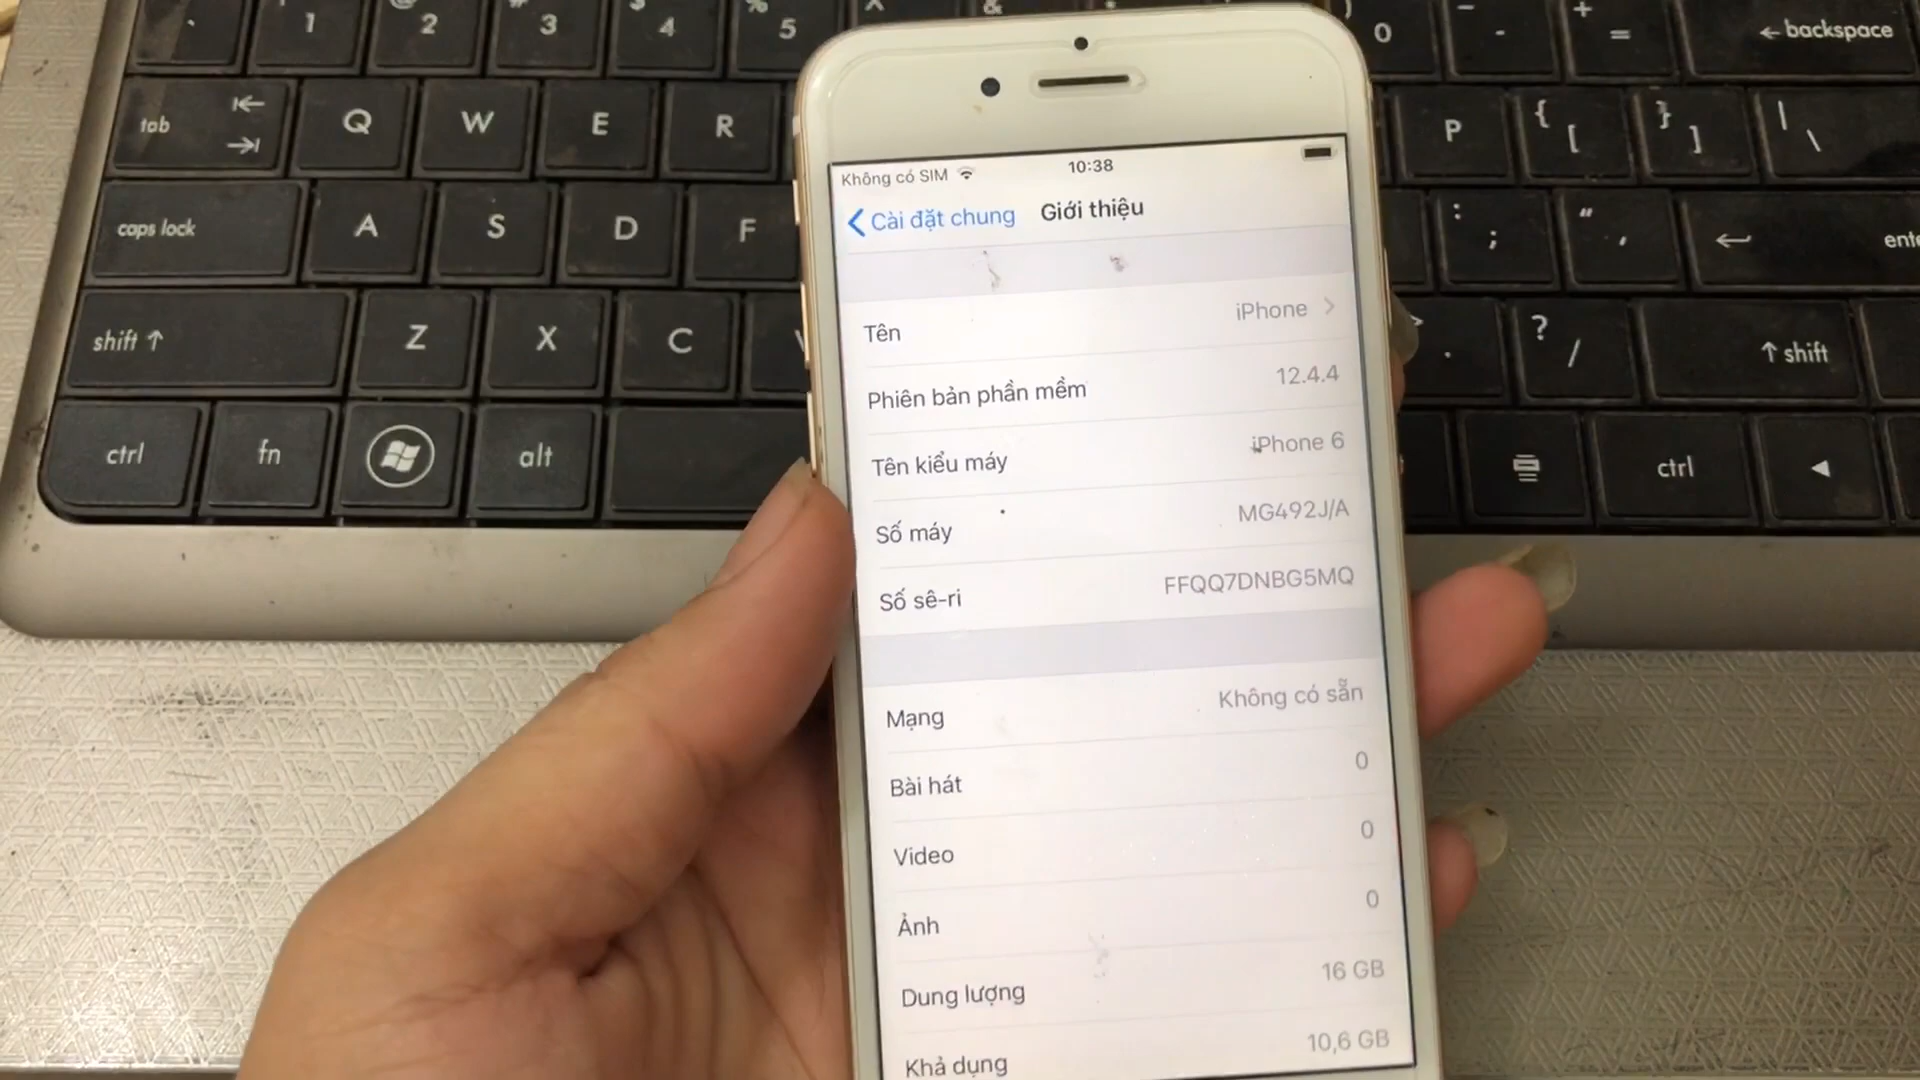 1 2 3 4 5
0 - _ = + ← backspace
tab Q W E R
P { [ } ] | \
caps lock A S D F
: ; " ' ← ente
shift ↑ Z X C
> . ? / ↑ shift
ctrl fn alt
ctrl ◀
Không có SIM 10:38
Cài đặt chung Giới thiệu
Tên iPhone
Phiên bản phần mềm 12.4.4
Tên kiểu máy iPhone 6
Số máy MG492J/A
Số sê-ri FFQQ7DNBG5MQ
Mạng Không có sẵn
Bài hát 0
Video 0
Ảnh 0
Dung lượng 16 GB
Khả dụng 10,6 GB